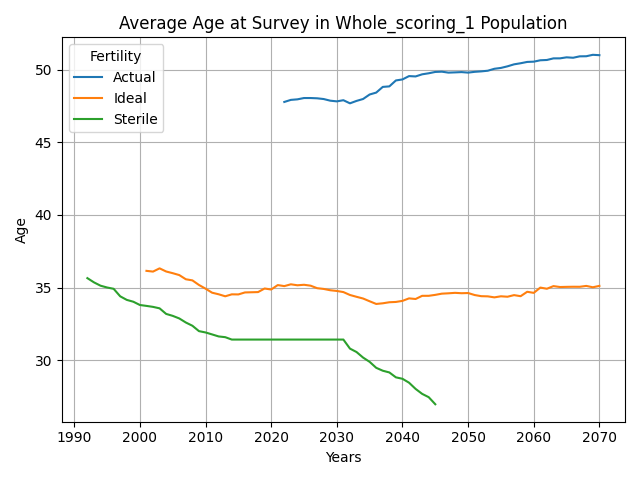 Average Age at Survey in Whole_scoring_1 Population
Fertility
Actual
Ideal
Sterile
Age
50
45
40
35
30
1990 2000 2010 2020 2030 2040 2050 2060 2070
Years